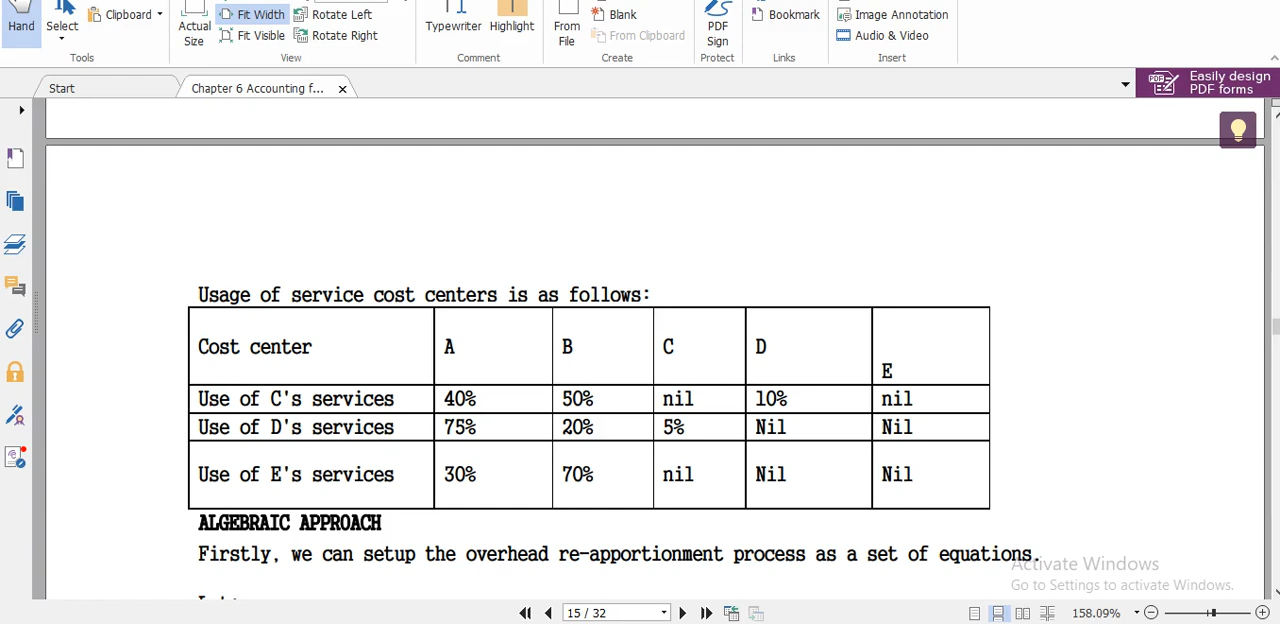 Hand
Select
Clipboard
Actual Size
Fit Width
Fit Visible
Rotate Left
Rotate Right
Typewriter
Highlight
From File
Blank
From Clipboard
PDF Sign
Bookmark
Image Annotation
Audio & Video
Tools
View
Comment
Create
Protect
Links
Insert
Start
Chapter 6 Accounting f...
PDF
Easily design
PDF forms
Usage of service cost centers is as follows:
Cost center A B C D E
Use of C's services 40% 50% nil 10% nil
Use of D's services 75% 20% 5% Nil Nil
Use of E's services 30% 70% nil Nil Nil
ALGEBRAIC APPROACH
Firstly, we can setup the overhead re-apportionment process as a set of equations.
Activate Windows
Go to Settings to activate Windows.
15 / 32
158.09%